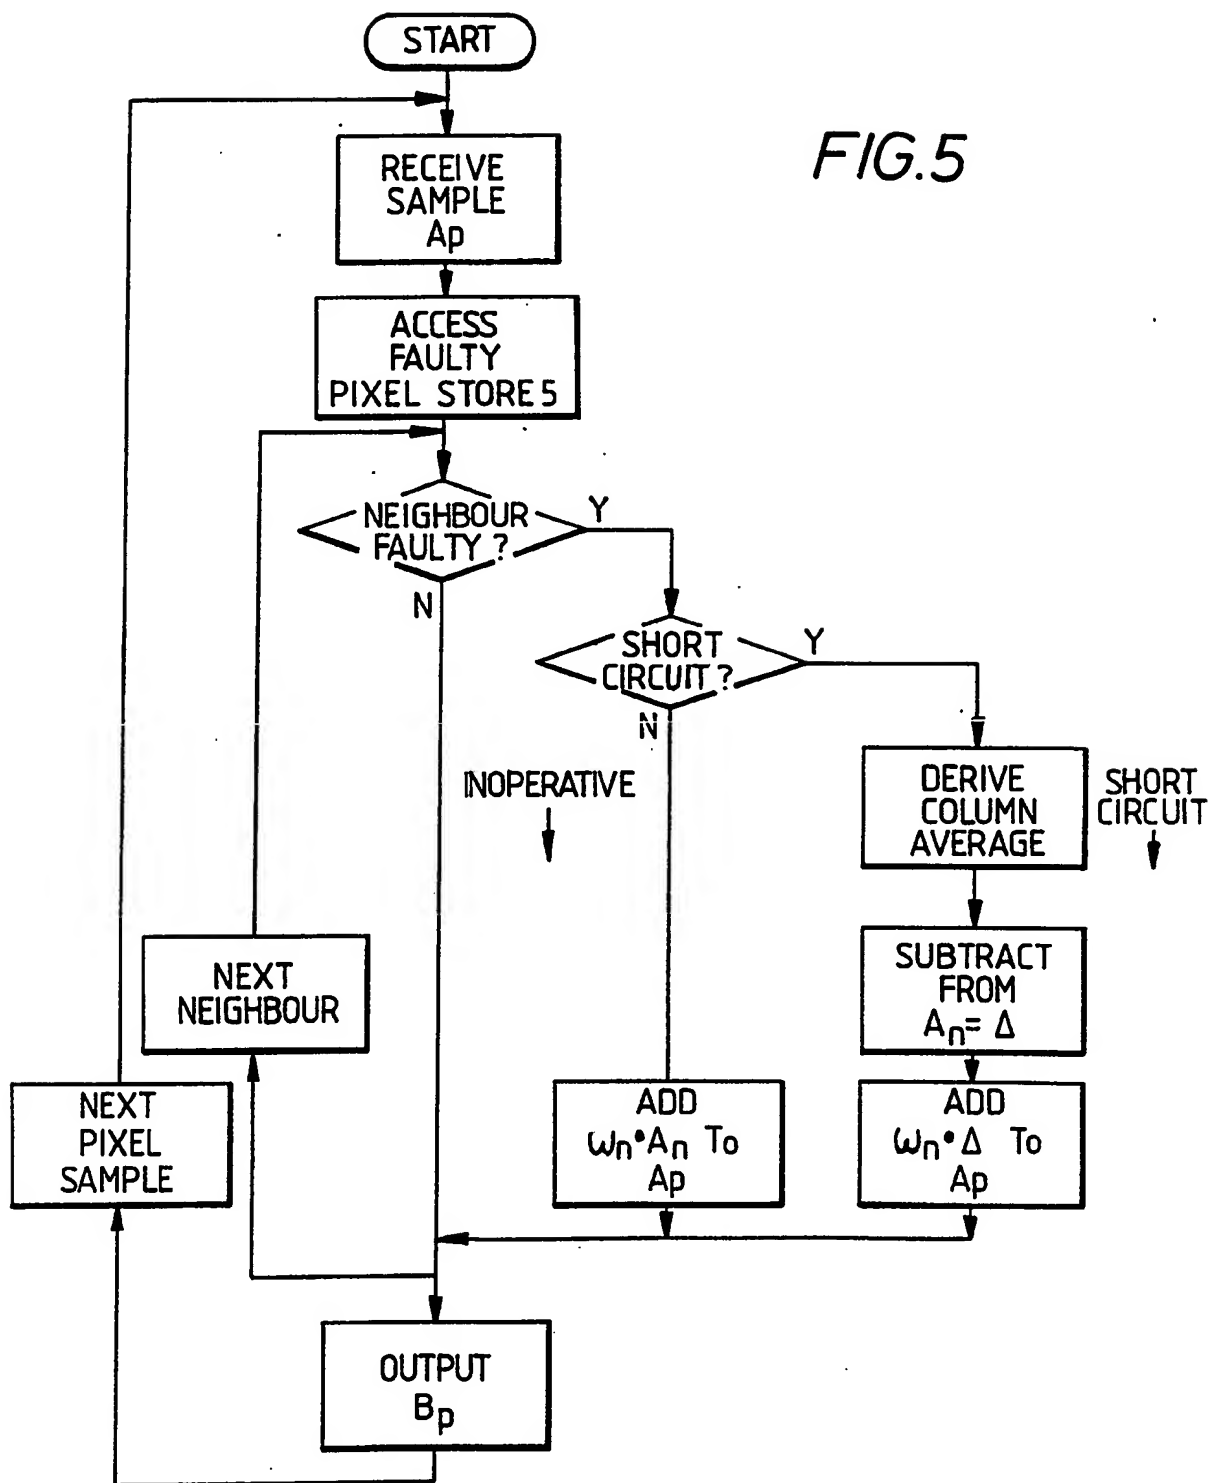 START
FIG.5
RECEIVE
SAMPLE
Ap
ACCESS
FAULTY
PIXEL STORE 5
NEIGHBOUR
FAULTY ?
Y
N
SHORT
CIRCUIT ?
Y
N
INOPERATIVE
DERIVE
COLUMN
AVERAGE
SHORT
CIRCUIT
NEXT
NEIGHBOUR
SUBTRACT
FROM
An = Δ
NEXT
PIXEL
SAMPLE
ADD
ωn•An To
Ap
ADD
ωn•Δ To
Ap
OUTPUT
Bp